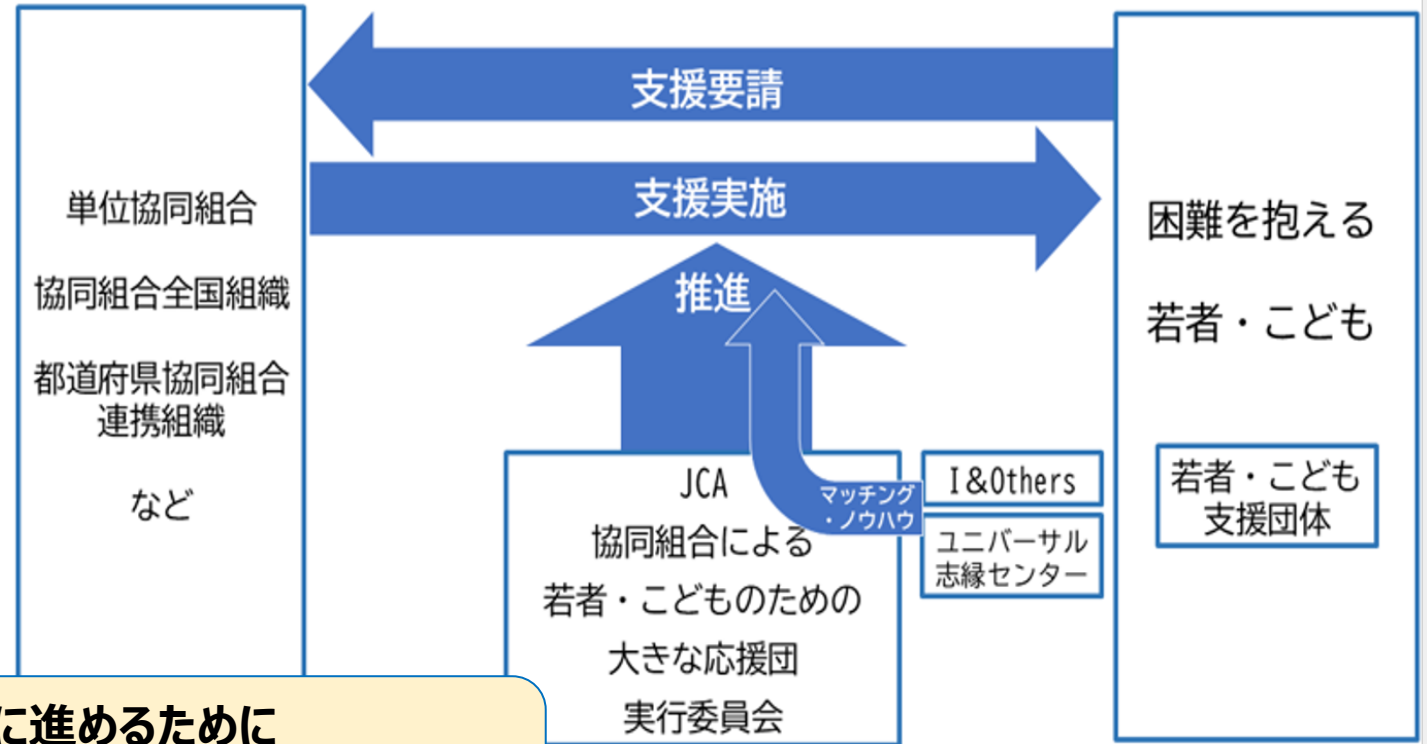 支援要請
支援実施
推進
単位協同組合
協同組合全国組織
都道府県協同組合
連携組織
など
JCA
協同組合による
若者・こどものための
大きな応援団
実行委員会
マッチング
・ノウハウ
I&Others
ユニバーサル
志縁センター
困難を抱える
若者・こども
若者・こども
支援団体
に進めるために